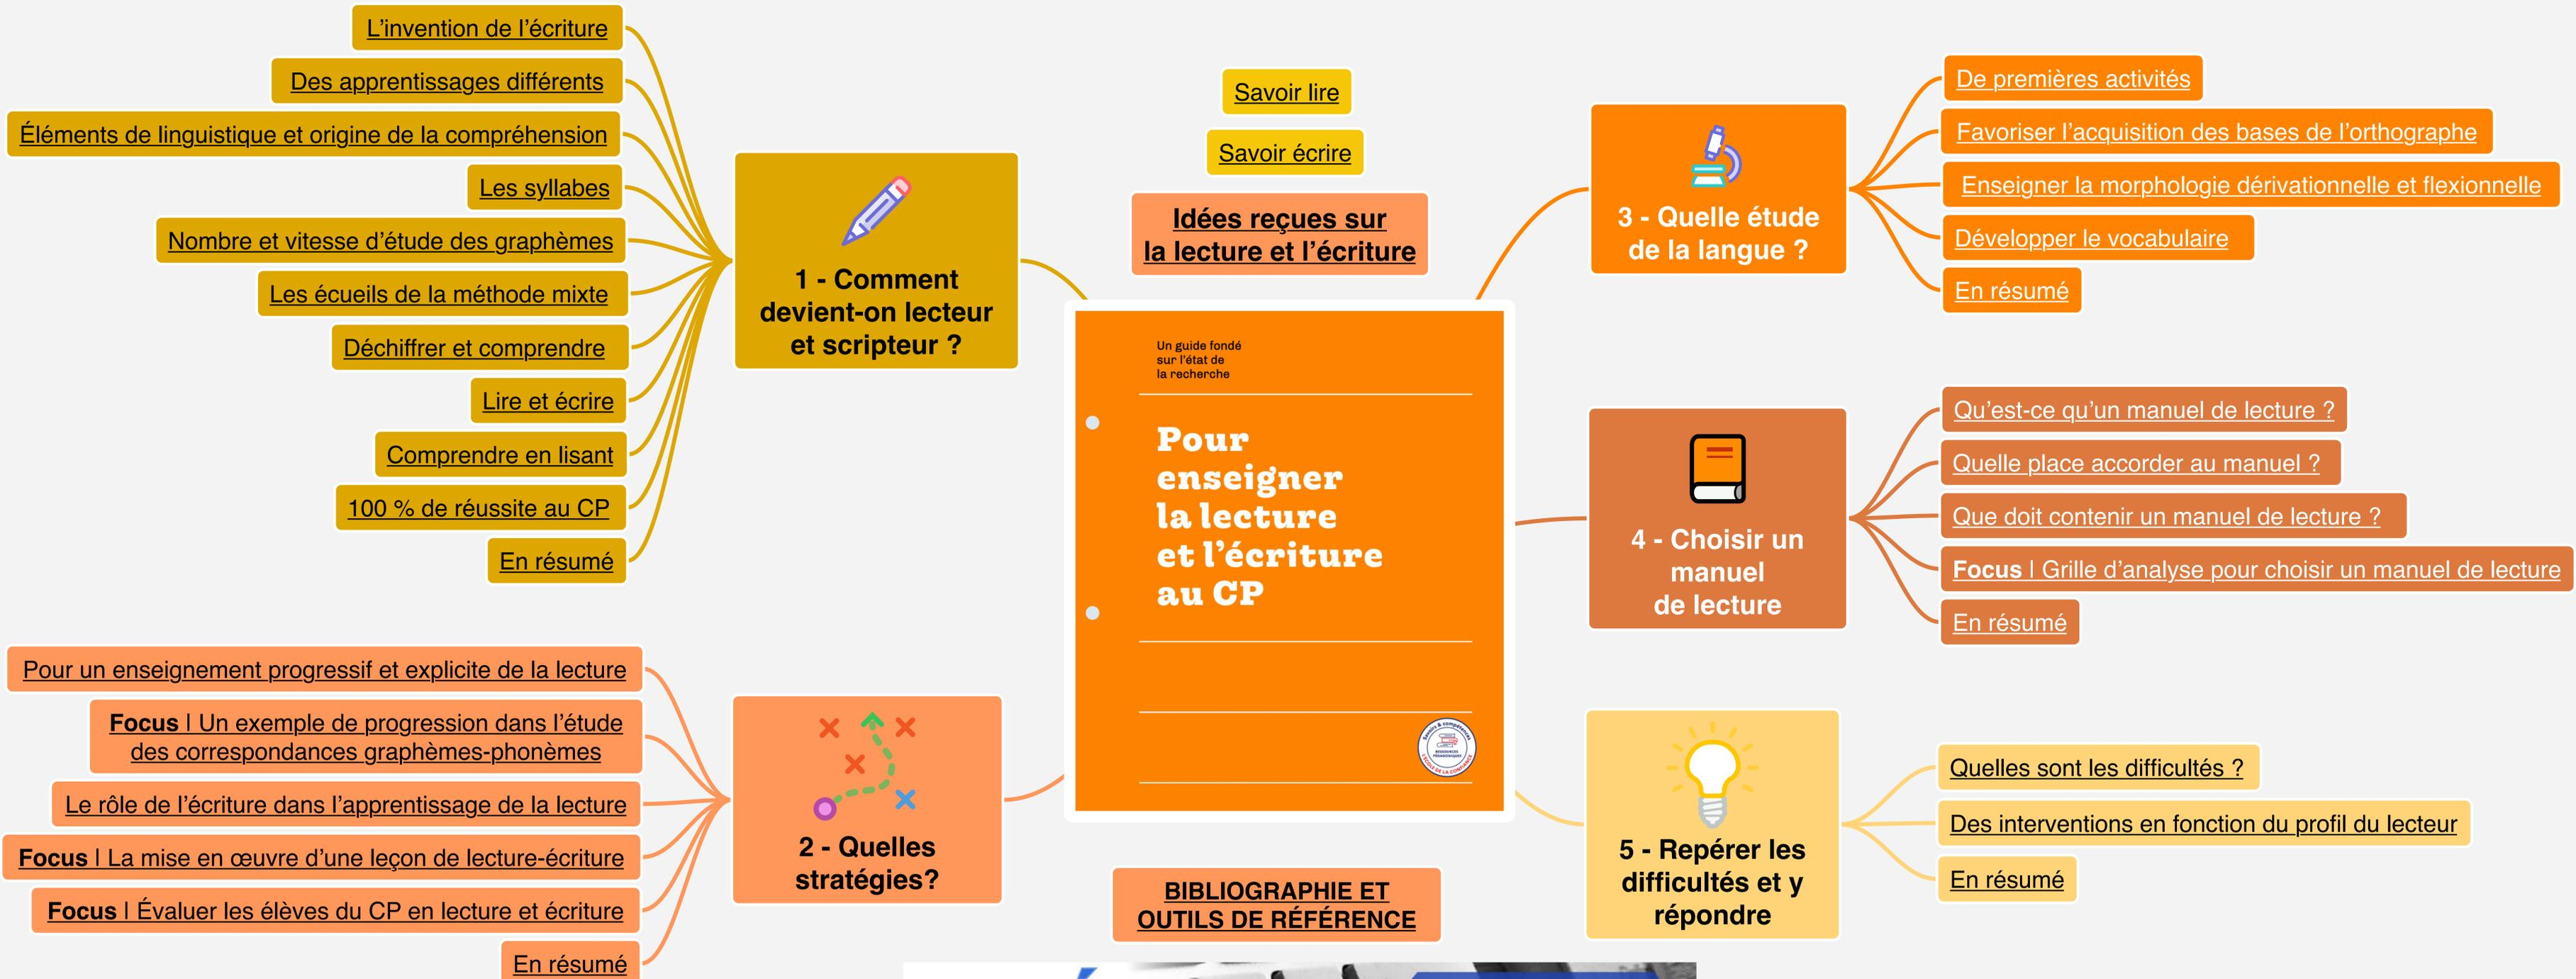 L'invention de l'écriture
Des apprentissages différents
Éléments de linguistique et origine de la compréhension
Les syllabes
Nombre et vitesse d'étude des graphèmes
Les écueils de la méthode mixte
Déchiffrer et comprendre
Lire et écrire
Comprendre en lisant
100 % de réussite au CP
En résumé
1 - Comment
devient-on lecteur
et scripteur ?
Pour un enseignement progressif et explicite de la lecture
Focus | Un exemple de progression dans l'étude
des correspondances graphèmes-phonèmes
Le rôle de l'écriture dans l'apprentissage de la lecture
Focus | La mise en œuvre d'une leçon de lecture-écriture
Focus | Évaluer les élèves du CP en lecture et écriture
En résumé
2 - Quelles
stratégies?
Savoir lire
Savoir écrire
Idées reçues sur
la lecture et l'écriture
Un guide fondé
sur l'état de
la recherche
Pour
enseigner
la lecture
et l'écriture
au CP
Savoirs & compétences
RESSOURCES
PÉDAGOGIQUES
L'ÉCOLE DE LA CONFIANCE
BIBLIOGRAPHIE ET
OUTILS DE RÉFÉRENCE
3 - Quelle étude
de la langue ?
De premières activités
Favoriser l'acquisition des bases de l'orthographe
Enseigner la morphologie dérivationnelle et flexionnelle
Développer le vocabulaire
En résumé
4 - Choisir un
manuel
de lecture
Qu'est-ce qu'un manuel de lecture ?
Quelle place accorder au manuel ?
Que doit contenir un manuel de lecture ?
Focus | Grille d'analyse pour choisir un manuel de lecture
En résumé
5 - Repérer les
difficultés et y
répondre
Quelles sont les difficultés ?
Des interventions en fonction du profil du lecteur
En résumé